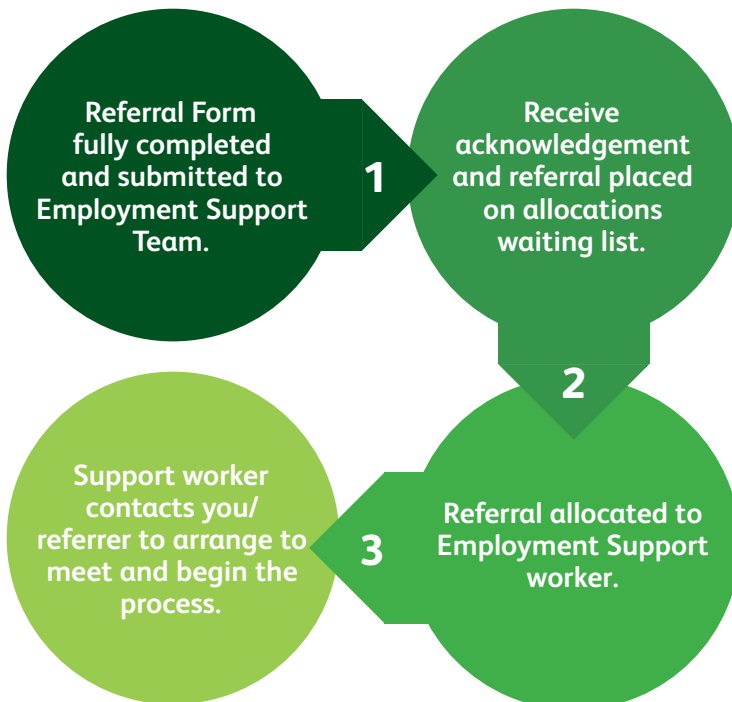 Referral Form
fully completed
and submitted to
Employment Support
Team.
1
Receive
acknowledgement
and referral placed
on allocations
waiting list.
2
Referral allocated to
Employment Support
worker.
3
Support worker
contacts you/
referrer to arrange to
meet and begin the
process.